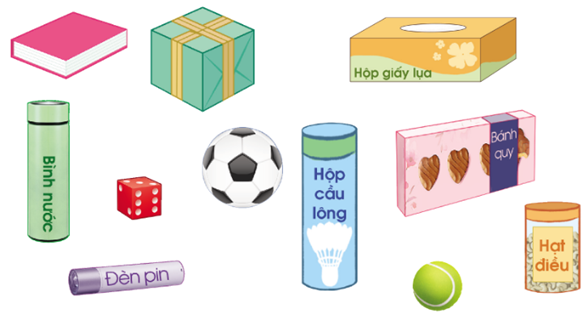 Hộp giấy lụa
Bình nước
Hộp
cầu
lông
Bánh
quy
Đèn pin
Hạt
điều